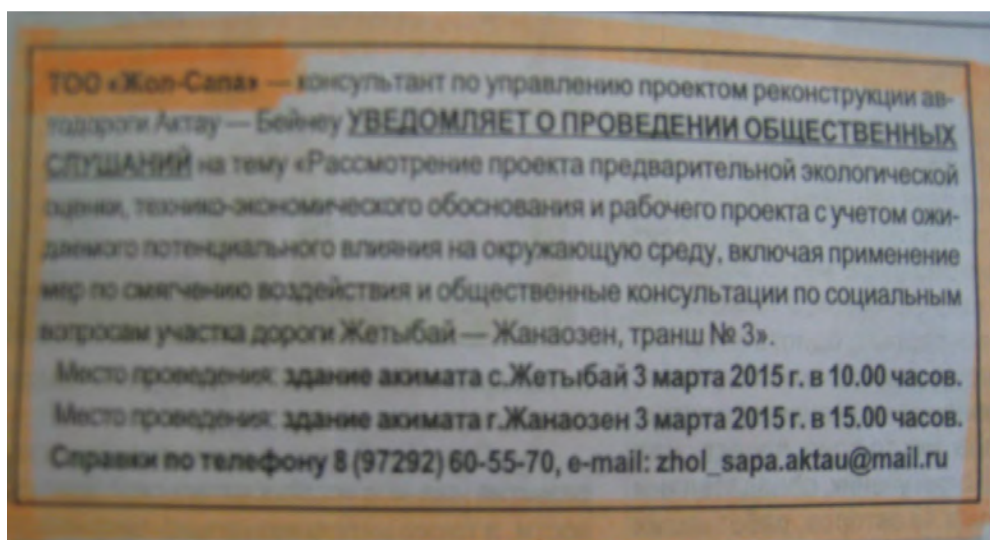 ТОО «Жол-Сапа» — консультант по управлению проектом реконструкции ав-
тодороги Актау — Бейнеу УВЕДОМЛЯЕТ О ПРОВЕДЕНИИ ОБЩЕСТВЕННЫХ
СЛУШАНИЙ на тему «Рассмотрение проекта предварительной экологической
оценки, технико-экономического обоснования и рабочего проекта с учетом ожи-
даемого потенциального влияния на окружающую среду, включая применение
мер по смягчению воздействия и общественные консультации по социальным
вопросам участка дороги Жетыбай — Жанаозен, транш № 3».
Место проведения: здание акимата с.Жетыбай 3 марта 2015 г. в 10.00 часов.
Место проведения: здание акимата г.Жанаозен 3 марта 2015 г. в 15.00 часов.
Справки по телефону 8 (97292) 60-55-70, e-mail: zhol_sapa.aktau@mail.ru